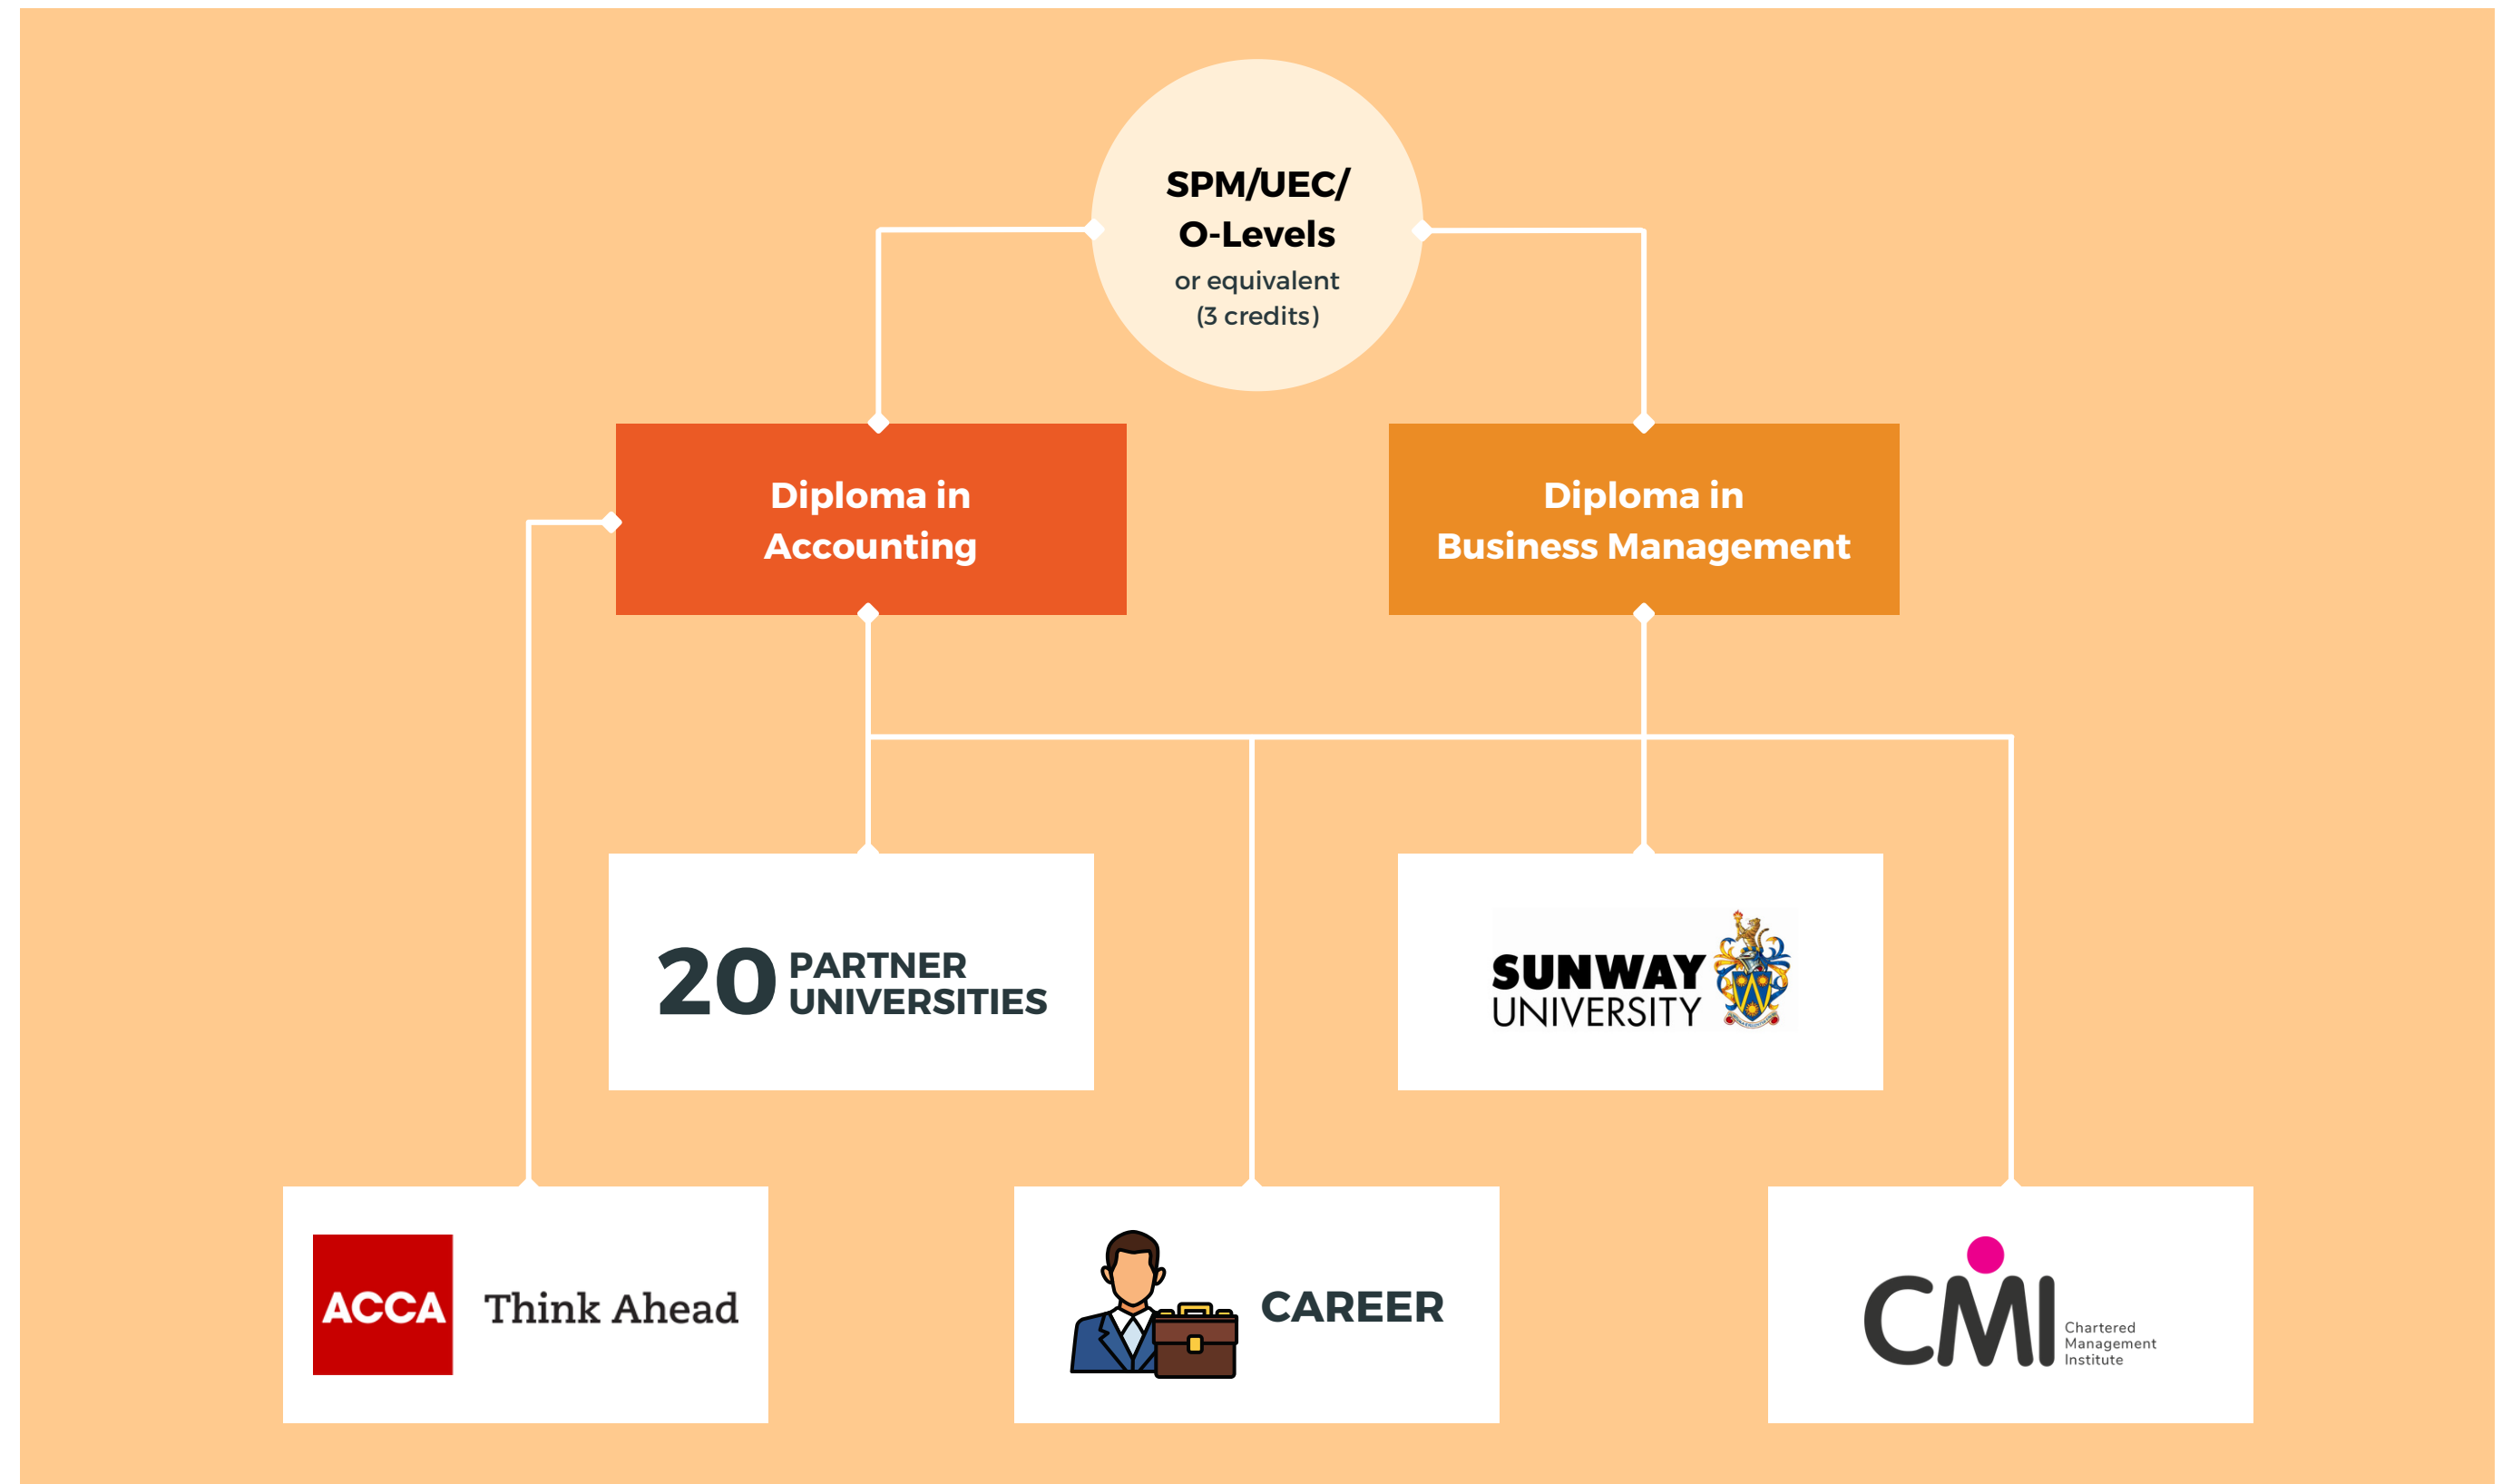 SPM/UEC/
O-Levels
or equivalent
(3 credits)
Diploma in
Accounting
Diploma in
Business Management
20 PARTNER
UNIVERSITIES
SUNWAY
UNIVERSITY
ACCA Think Ahead
CAREER
CMI
Chartered
Management
Institute